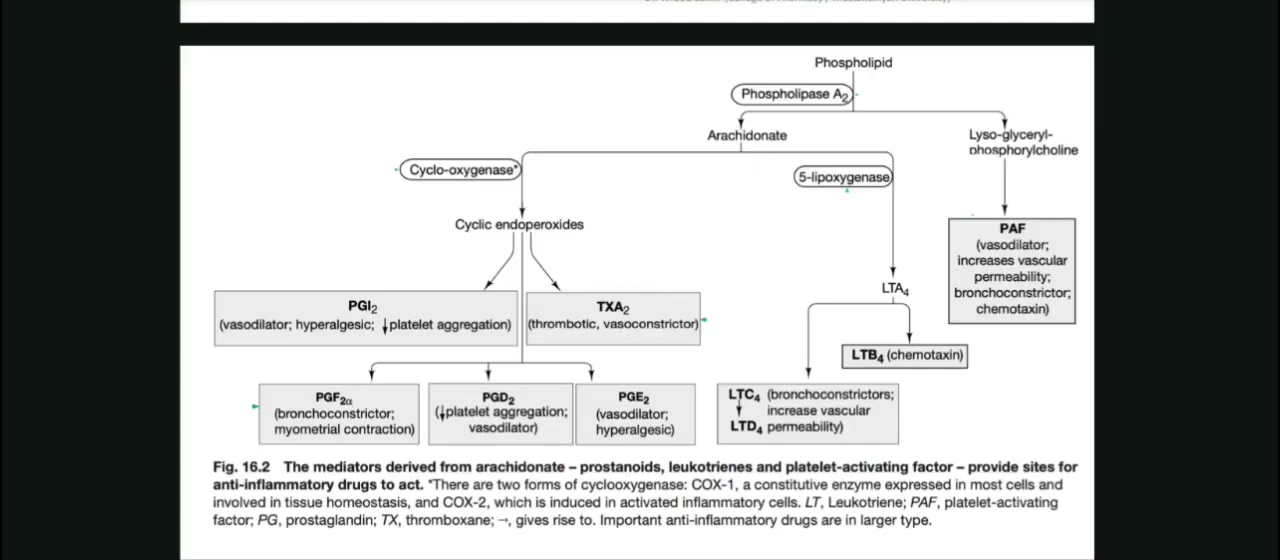 Phospholipid
Phospholipase A₂
Arachidonate
Lyso-glyceryl-
phosphorylcholine
Cyclo-oxygenase*
5-lipoxygenase
Cyclic endoperoxides
PAF
(vasodilator;
increases vascular
permeability;
bronchoconstrictor;
chemotaxin)
LTA₄
PGI₂
(vasodilator; hyperalgesic; ↓platelet aggregation)
TXA₂
(thrombotic, vasoconstrictor)
LTB₄ (chemotaxin)
PGF₂α
(bronchoconstrictor;
myometrial contraction)
PGD₂
(↓platelet aggregation;
vasodilator)
PGE₂
(vasodilator;
hyperalgesic)
LTC₄ (bronchoconstrictors;
increase vascular
LTD₄ permeability)
Fig. 16.2 The mediators derived from arachidonate – prostanoids, leukotrienes and platelet-activating factor – provide sites for
anti-inflammatory drugs to act. *There are two forms of cyclooxygenase: COX-1, a constitutive enzyme expressed in most cells and
involved in tissue homeostasis, and COX-2, which is induced in activated inflammatory cells. LT, Leukotriene; PAF, platelet-activating
factor; PG, prostaglandin; TX, thromboxane; →, gives rise to. Important anti-inflammatory drugs are in larger type.